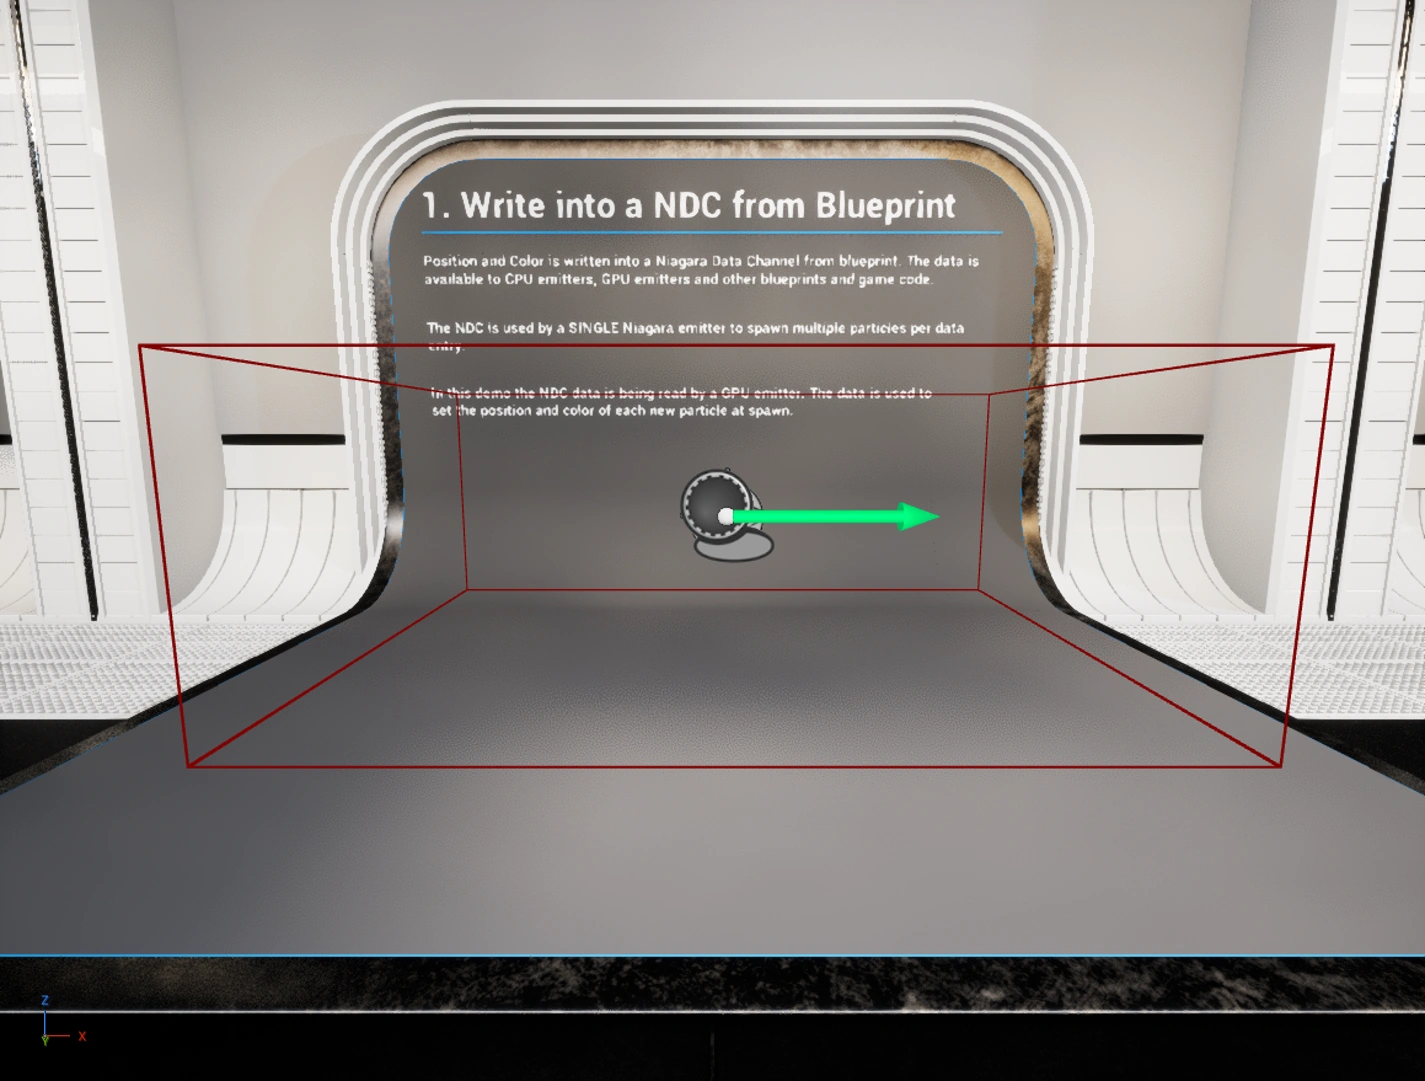 1. Write into a NDC from Blueprint
Position and Color is written into a Niagara Data Channel from blueprint. The data is
available to CPU emitters, GPU emitters and other blueprints and game code.
The NDC is used by a SINGLE Niagara emitter to spawn multiple particles per data
entry.
In this demo the NDC data is being read by a GPU emitter. The data is used to
set the position and color of each new particle at spawn.
Z
X
Y